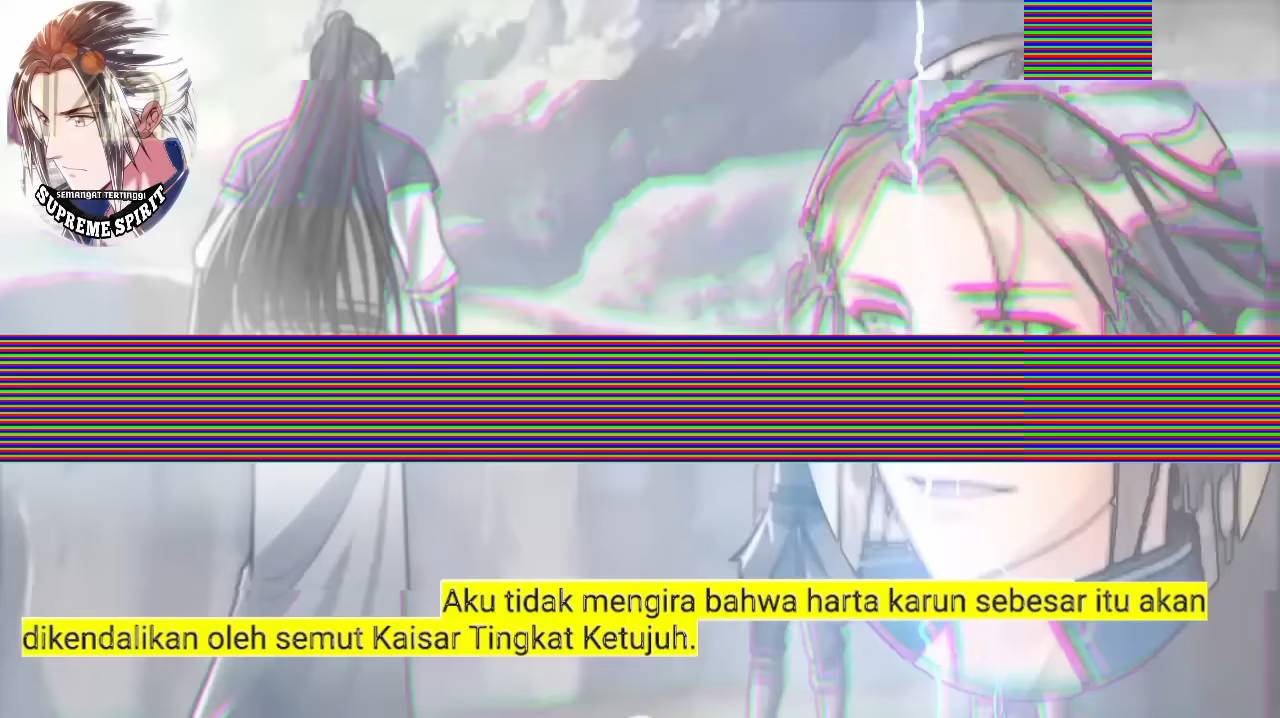 SEMANGAT TERTINGGI
SUPREME SPIRIT
Aku tidak mengira bahwa harta karun sebesar itu akan
dikendalikan oleh semut Kaisar Tingkat Ketujuh.